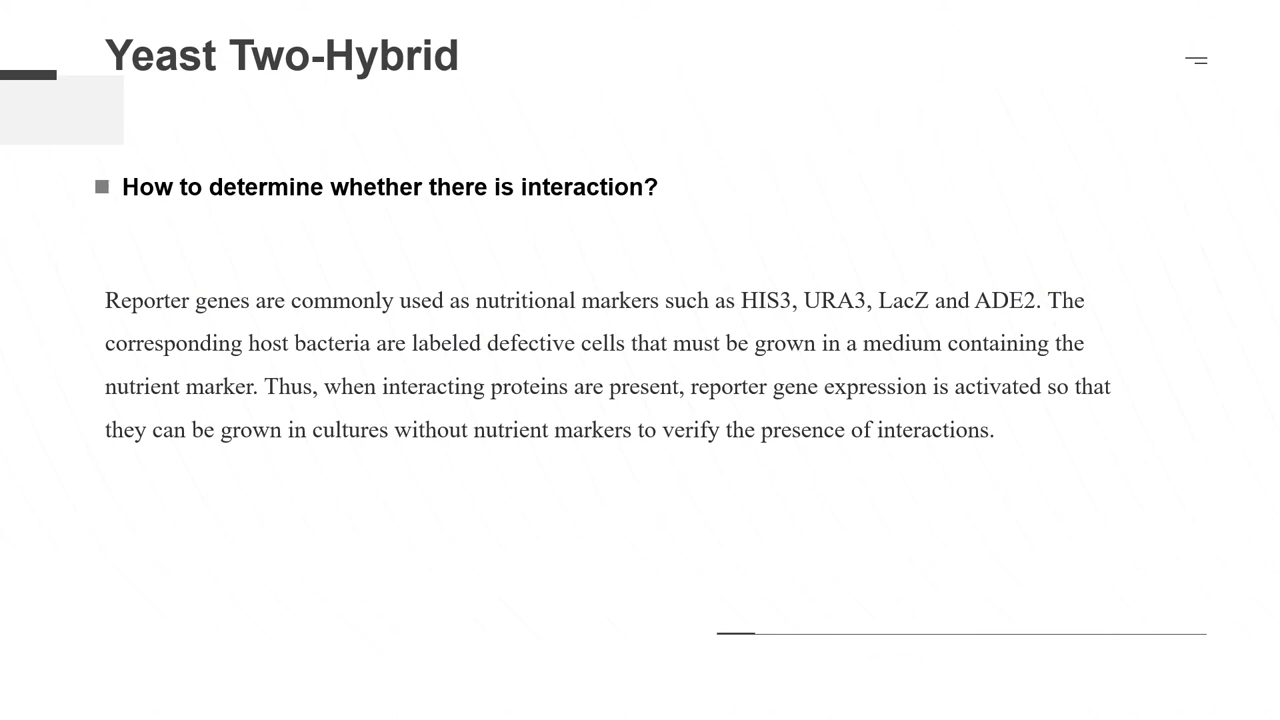 Yeast Two-Hybrid
How to determine whether there is interaction?
Reporter genes are commonly used as nutritional markers such as HIS3, URA3, LacZ and ADE2. The
corresponding host bacteria are labeled defective cells that must be grown in a medium containing the
nutrient marker. Thus, when interacting proteins are present, reporter gene expression is activated so that
they can be grown in cultures without nutrient markers to verify the presence of interactions.